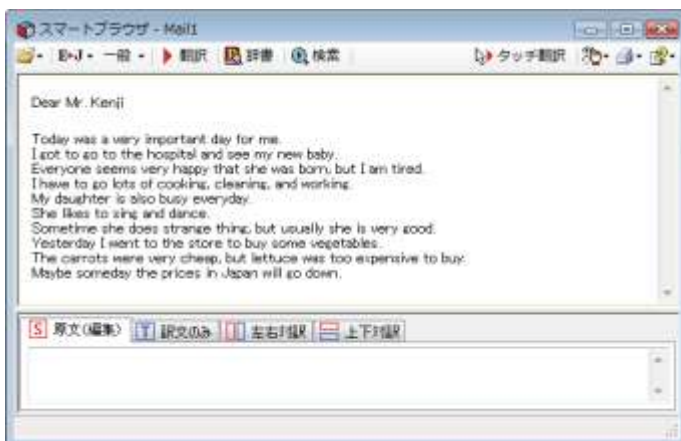 スマートブラウザ - Mail1
E▸J 一般 翻訳 辞書 検索 タッチ翻訳
Dear Mr. Kenji
Today was a very important day for me.
I got to go to the hospital and see my new baby.
Everyone seems very happy that she was born, but I am tired.
I have to go lots of cooking, cleaning, and working.
My daughter is also busy everyday.
She likes to sing and dance.
Sometime she does strange thing, but usually she is very good.
Yesterday I went to the store to buy some vegetables.
The carrots were very cheap, but lettuce was too expensive to buy.
Maybe someday the prices in Japan will go down.
S 原文(編集) T 訳文のみ 左右対訳 上下対訳